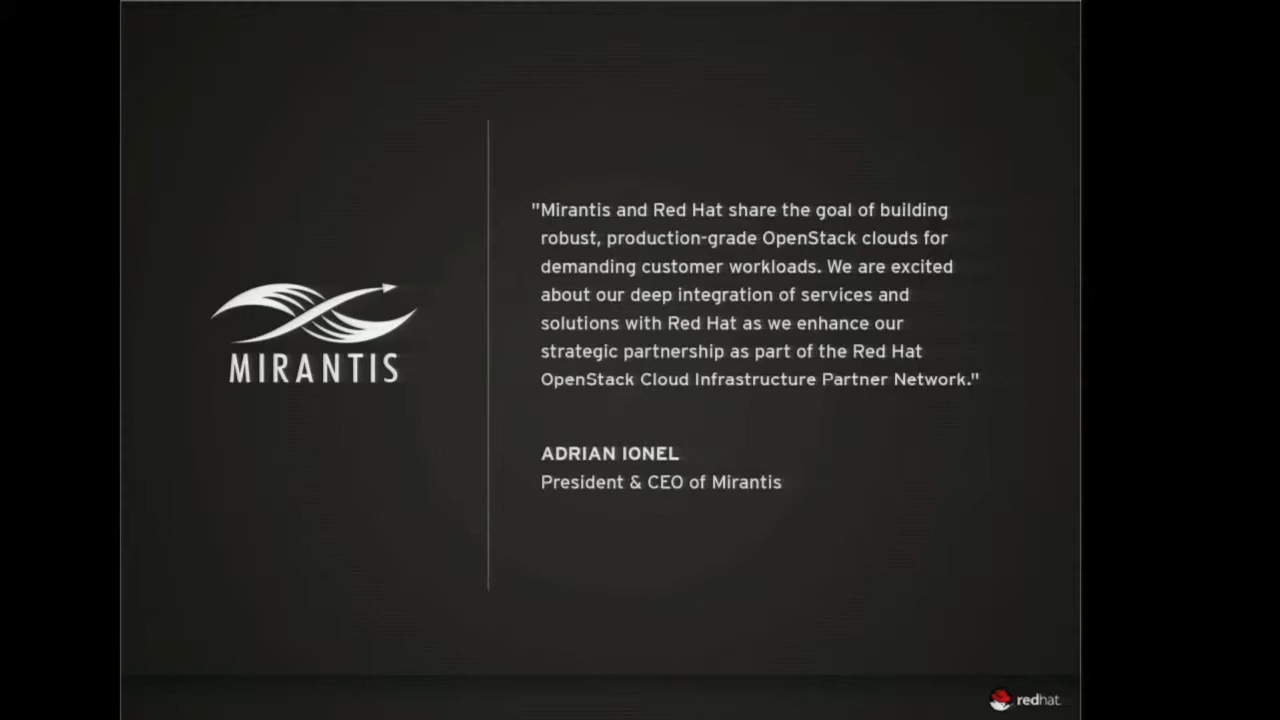 MIRANTIS
"Mirantis and Red Hat share the goal of building
robust, production-grade OpenStack clouds for
demanding customer workloads. We are excited
about our deep integration of services and
solutions with Red Hat as we enhance our
strategic partnership as part of the Red Hat
OpenStack Cloud Infrastructure Partner Network."
ADRIAN IONEL
President & CEO of Mirantis
redhat.